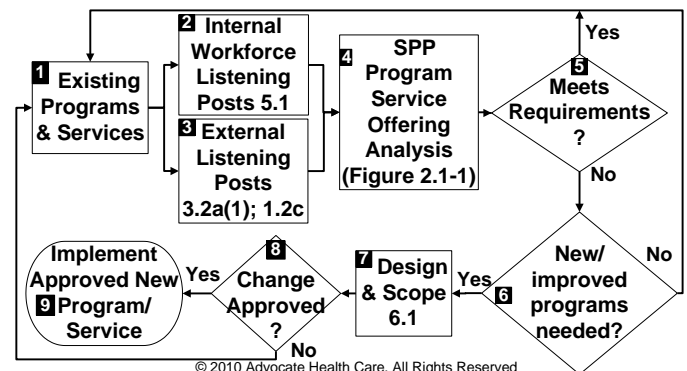 1 Existing
Programs
& Services
2 Internal
Workforce
Listening
Posts 5.1
3 External
Listening
Posts
3.2a(1); 1.2c
4 SPP
Program
Service
Offering
Analysis
(Figure 2.1-1)
Yes
5
Meets
Requirements
?
No
New/
improved
6 programs
needed?
No
Yes
7 Design
& Scope
6.1
8
Change
Approved
?
Yes
No
Implement
Approved New
9 Program/
Service
© 2010 Advocate Health Care. All Rights Reserved